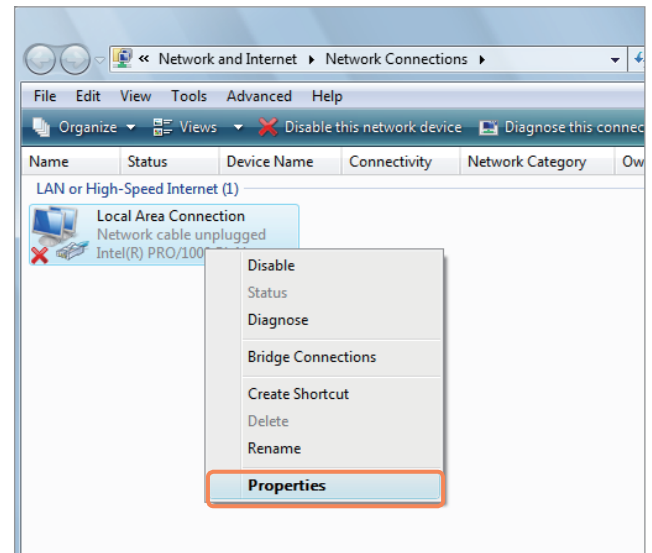 « Network and Internet ▸ Network Connections ▸
File Edit View Tools Advanced Help
Organize Views Disable this network device Diagnose this connec
Name Status Device Name Connectivity Network Category Ow
LAN or High-Speed Internet (1)
Local Area Connection
Network cable unplugged
Intel(R) PRO/100
Disable
Status
Diagnose
Bridge Connections
Create Shortcut
Delete
Rename
Properties